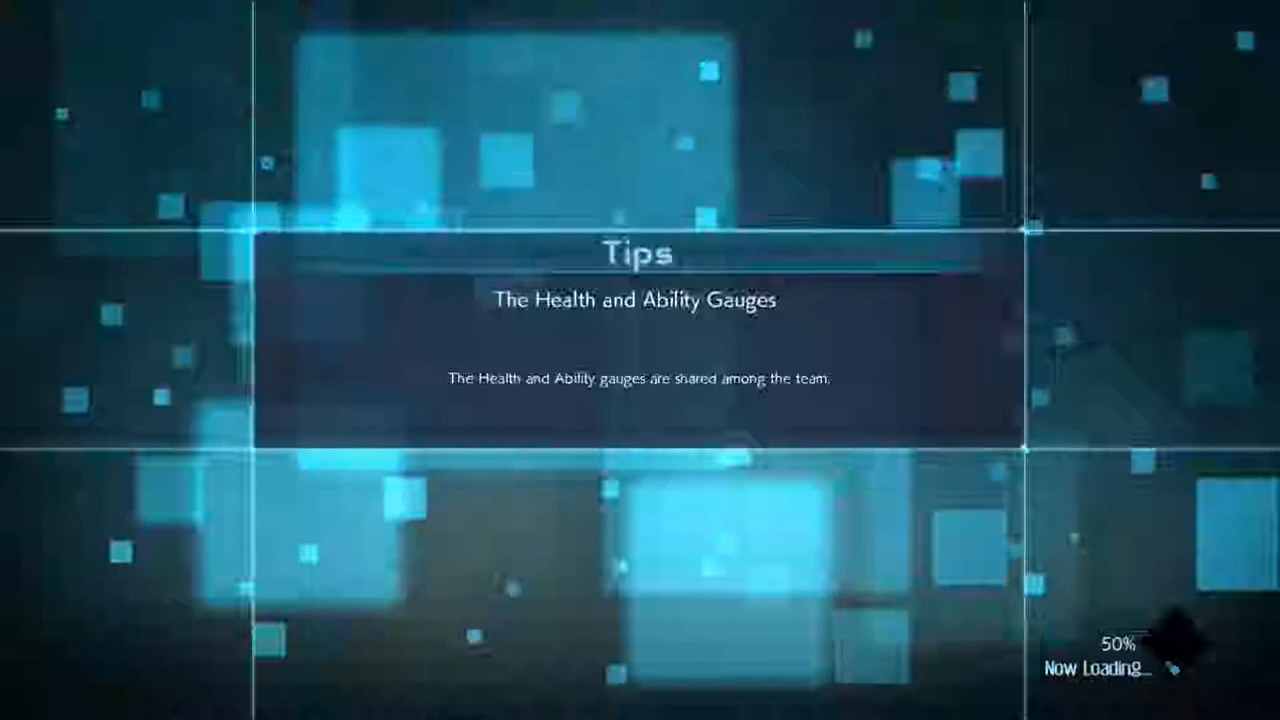 Tips
The Health and Ability Gauges
The Health and Ability gauges are shared among the team.
50%
Now Loading...